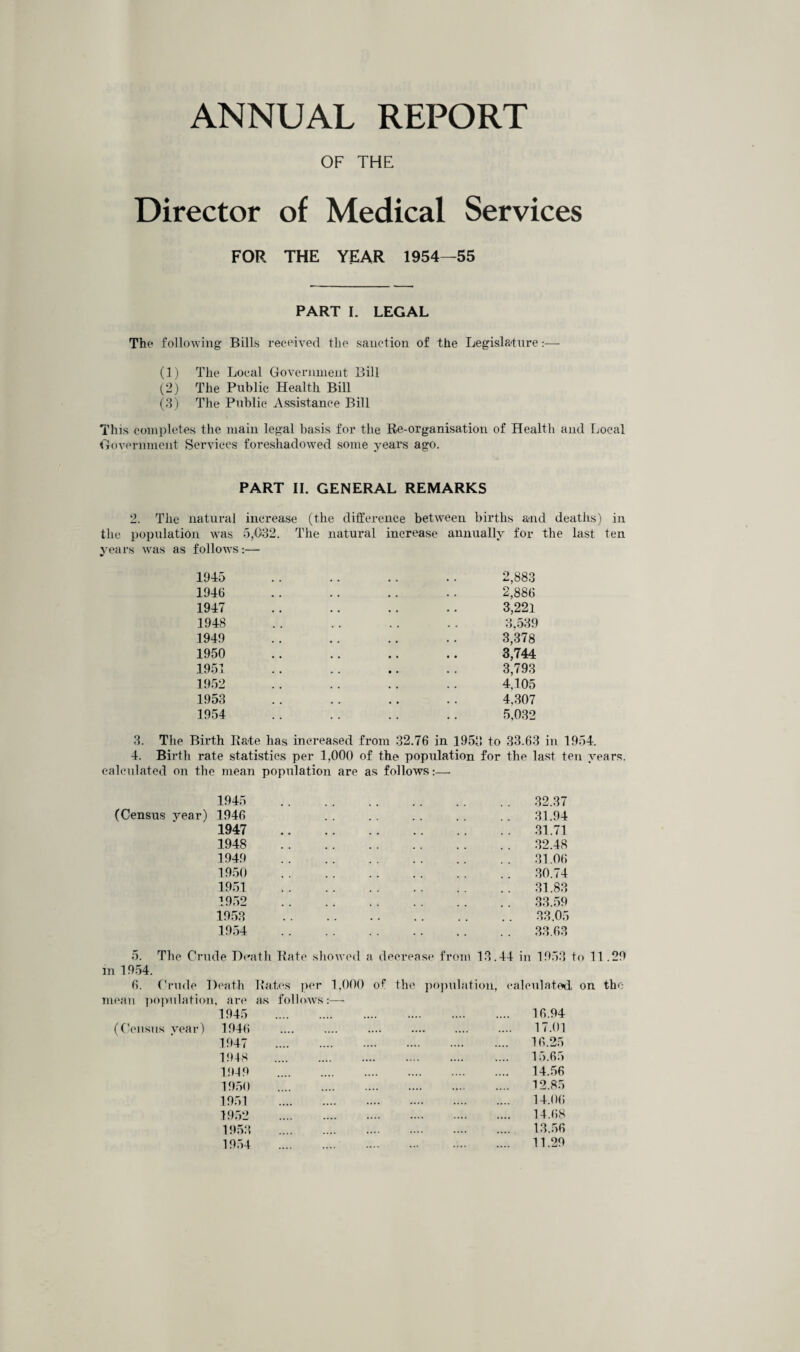 ANNUAL REPORT
OF THE
Director of Medical Services
FOR THE YEAR 1954—55
PART I. LEGAL
The following Bills received the sanction of the Legislature:—
(1) The Local Government Bill
(2) The Public Health Bill
(3) The Public Assistance Bill
This completes the main legal basis for the Re-organisation of Health and Local
Government Services foreshadowed some years ago.
PART II. GENERAL REMARKS
2. The natural increase (the difference between births and deaths) in
the population was 5,032. The natural increase annually for the last ten
years was as follows:—
1945 .. .. .. .. 2,883
1946 .. .. .. .. 2,886
1947 .. .. .. .. 3,221
1948 .. .. .. .. 3,539
1949 .. .. .. .. 3,378
1950 .. .. .. .. 3,744
1951 .. .. .. .. 3,793
1952 .. .. .. .. 4,105
1953 .. .. .. .. 4,307
1954 .. .. .. .. 5,032
3. The Birth Rate has increased from 32.76 in 1953 to 33.63 in 1954.
4. Birth rate statistics per 1,000 of the population for the last ten years,
calculated on the mean population are as follows:—
1945 .. .. .. .. .. .. 32.37
(Census year) 1946 .. .. .. .. .. 31.94
1947 .. .. .. .. .. .. 31.71
1948 .. .. .. .. .. .. 32.48
1949 .. .. .. .. .. .. 31.06
1950 .. .. .. .. .. .. 30.74
1951 .. .. .. .. .. .. 31.83
1952 .. .. .. .. .. .. 33.59
1953 .. .. .. .. .. .. 33.05
1954 .. .. .. .. .. .. 33.63
5. The Crude Death Rate showed a decrease from 13.44 in 1953 to 11.29
in 1954.
6. Crude Death Rates per 1,000 of the population, calculated on the
mean population, are as follows:—
1945 .... .... .... .... .... .... 16.94
(Census year) 1946 .... .... .... .... .... .... 17.01
1947 .... .... .... .... .... .... 16.25
1948 .... .... .... .... .... .... 15.65
1949 .... .... .... .... .... .... 14.56
1950 .... .... .... .... .... .... 12.85
1951 .... .... .... .... .... .... 14.06
1952 .... .... .... .... .... .... 14.68
1953 .... .... .... .... .... .... 13.56
1954 .... .... .... ... .... .... 11.29